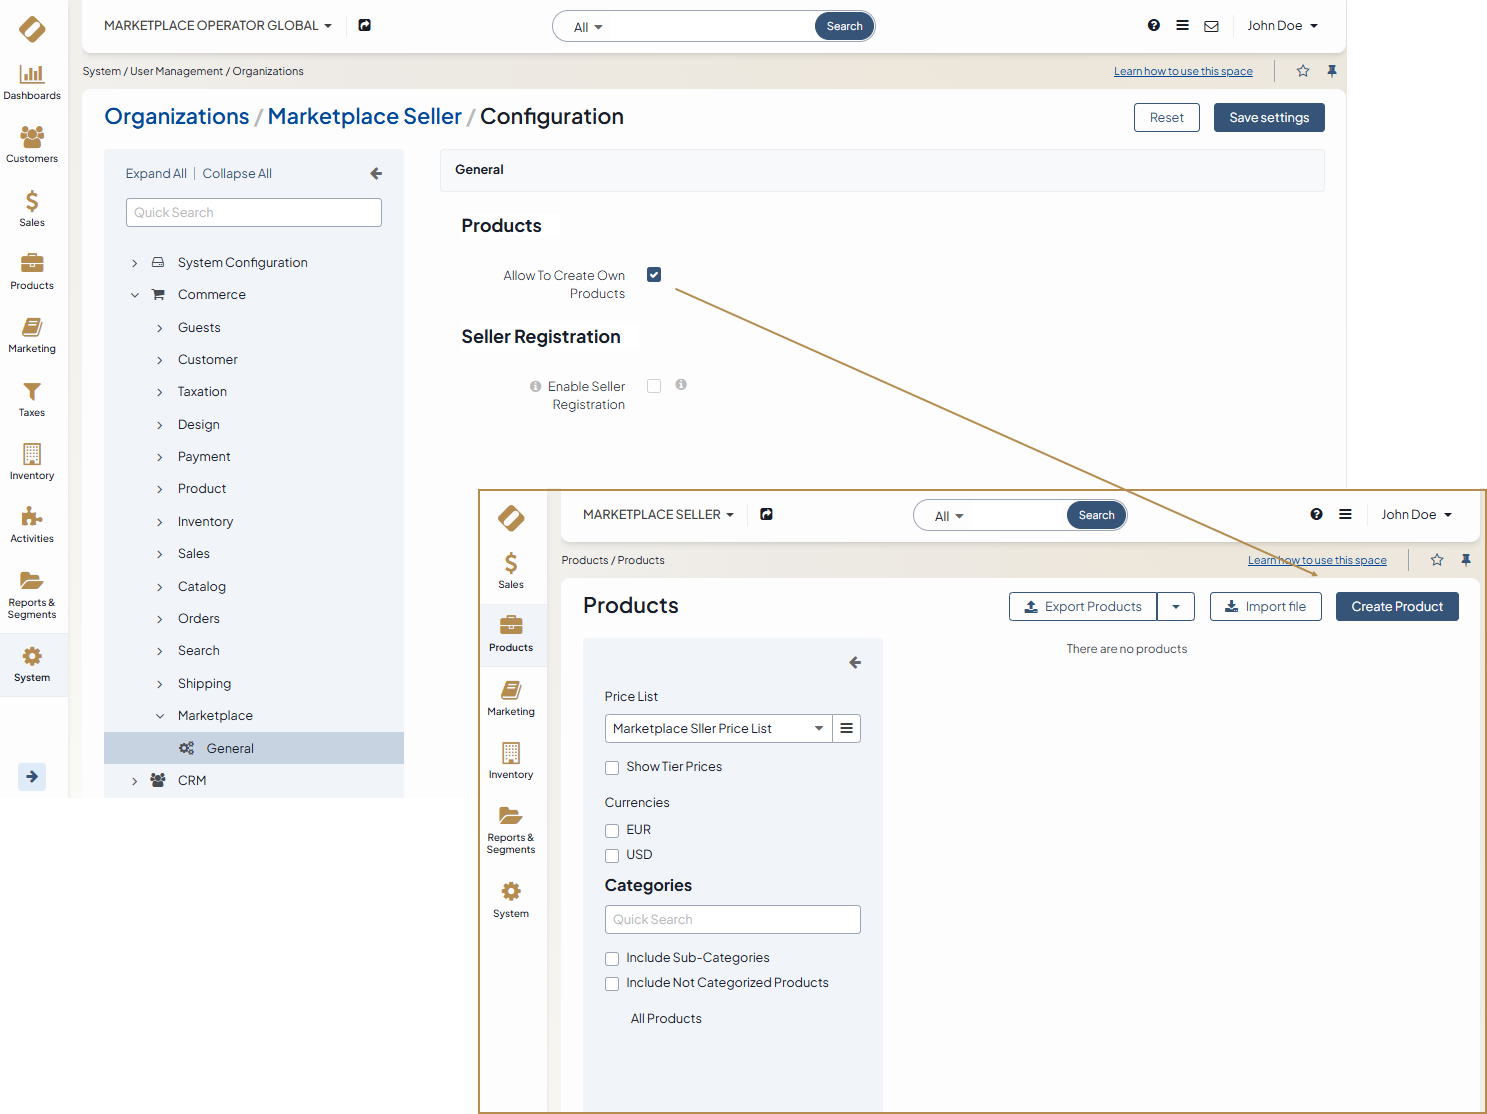 MARKETPLACE OPERATOR GLOBAL
All
Search
John Doe
Dashboards
Customers
Sales
Products
Marketing
Taxes
Inventory
Activities
Reports &
Segments
System
System / User Management / Organizations
Learn how to use this space
Organizations / Marketplace Seller / Configuration
Reset
Save settings
Expand All | Collapse All
Quick Search
System Configuration
Commerce
Guests
Customer
Taxation
Design
Payment
Product
Inventory
Sales
Catalog
Orders
Search
Shipping
Marketplace
General
CRM
General
Products
Allow To Create Own
Products
Seller Registration
Enable Seller
Registration
MARKETPLACE SELLER
All
Search
John Doe
Sales
Products
Marketing
Inventory
Reports &
Segments
System
Products / Products
Learn how to use this space
Products
Export Products
Import file
Create Product
There are no products
Price List
Marketplace Sller Price List
Show Tier Prices
Currencies
EUR
USD
Categories
Quick Search
Include Sub-Categories
Include Not Categorized Products
All Products